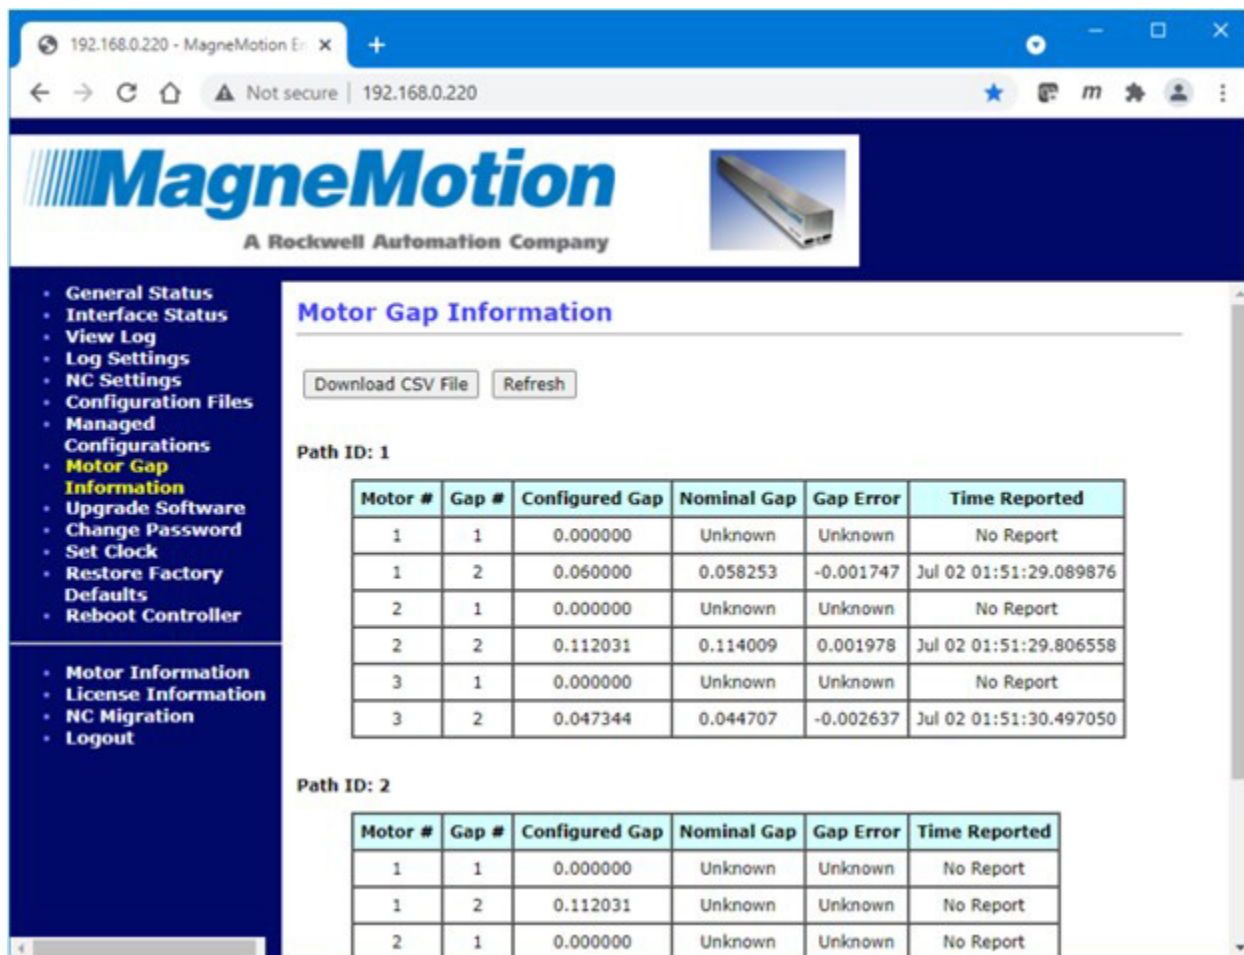 192.168.0.220 - MagneMotion En
Not secure | 192.168.0.220
m
MagneMotion
A Rockwell Automation Company
General Status
Interface Status
View Log
Log Settings
NC Settings
Configuration Files
Managed
Configurations
Motor Gap
Information
Upgrade Software
Change Password
Set Clock
Restore Factory
Defaults
Reboot Controller
Motor Information
License Information
NC Migration
Logout
Motor Gap Information
Download CSV File Refresh
Path ID: 1
Motor # Gap # Configured Gap Nominal Gap Gap Error Time Reported
1 1 0.000000 Unknown Unknown No Report
1 2 0.060000 0.058253 -0.001747 Jul 02 01:51:29.089876
2 1 0.000000 Unknown Unknown No Report
2 2 0.112031 0.114009 0.001978 Jul 02 01:51:29.806558
3 1 0.000000 Unknown Unknown No Report
3 2 0.047344 0.044707 -0.002637 Jul 02 01:51:30.497050
Path ID: 2
Motor # Gap # Configured Gap Nominal Gap Gap Error Time Reported
1 1 0.000000 Unknown Unknown No Report
1 2 0.112031 Unknown Unknown No Report
2 1 0.000000 Unknown Unknown No Report